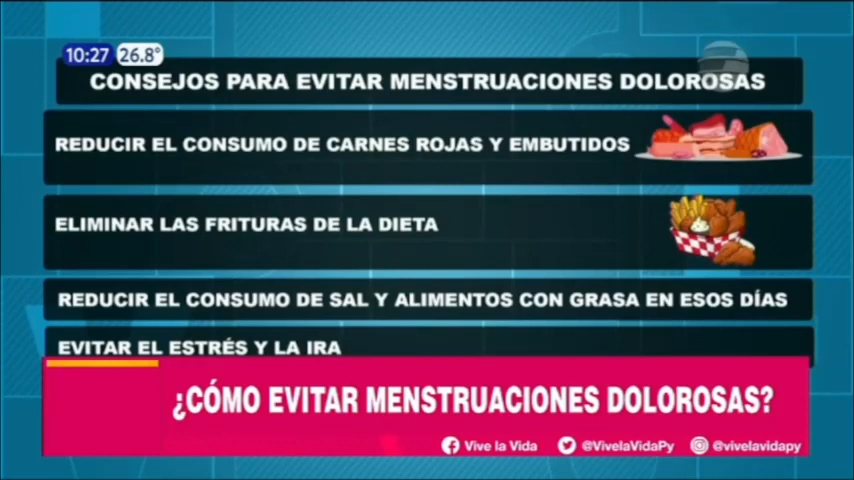 10:27 26.8°
CONSEJOS PARA EVITAR MENSTRUACIONES DOLOROSAS
REDUCIR EL CONSUMO DE CARNES ROJAS Y EMBUTIDOS
ELIMINAR LAS FRITURAS DE LA DIETA
REDUCIR EL CONSUMO DE SAL Y ALIMENTOS CON GRASA EN ESOS DÍAS
EVITAR EL ESTRÉS Y LA IRA
¿CÓMO EVITAR MENSTRUACIONES DOLOROSAS?
Vive la Vida @VivelaVidaPy @vivelavidapy